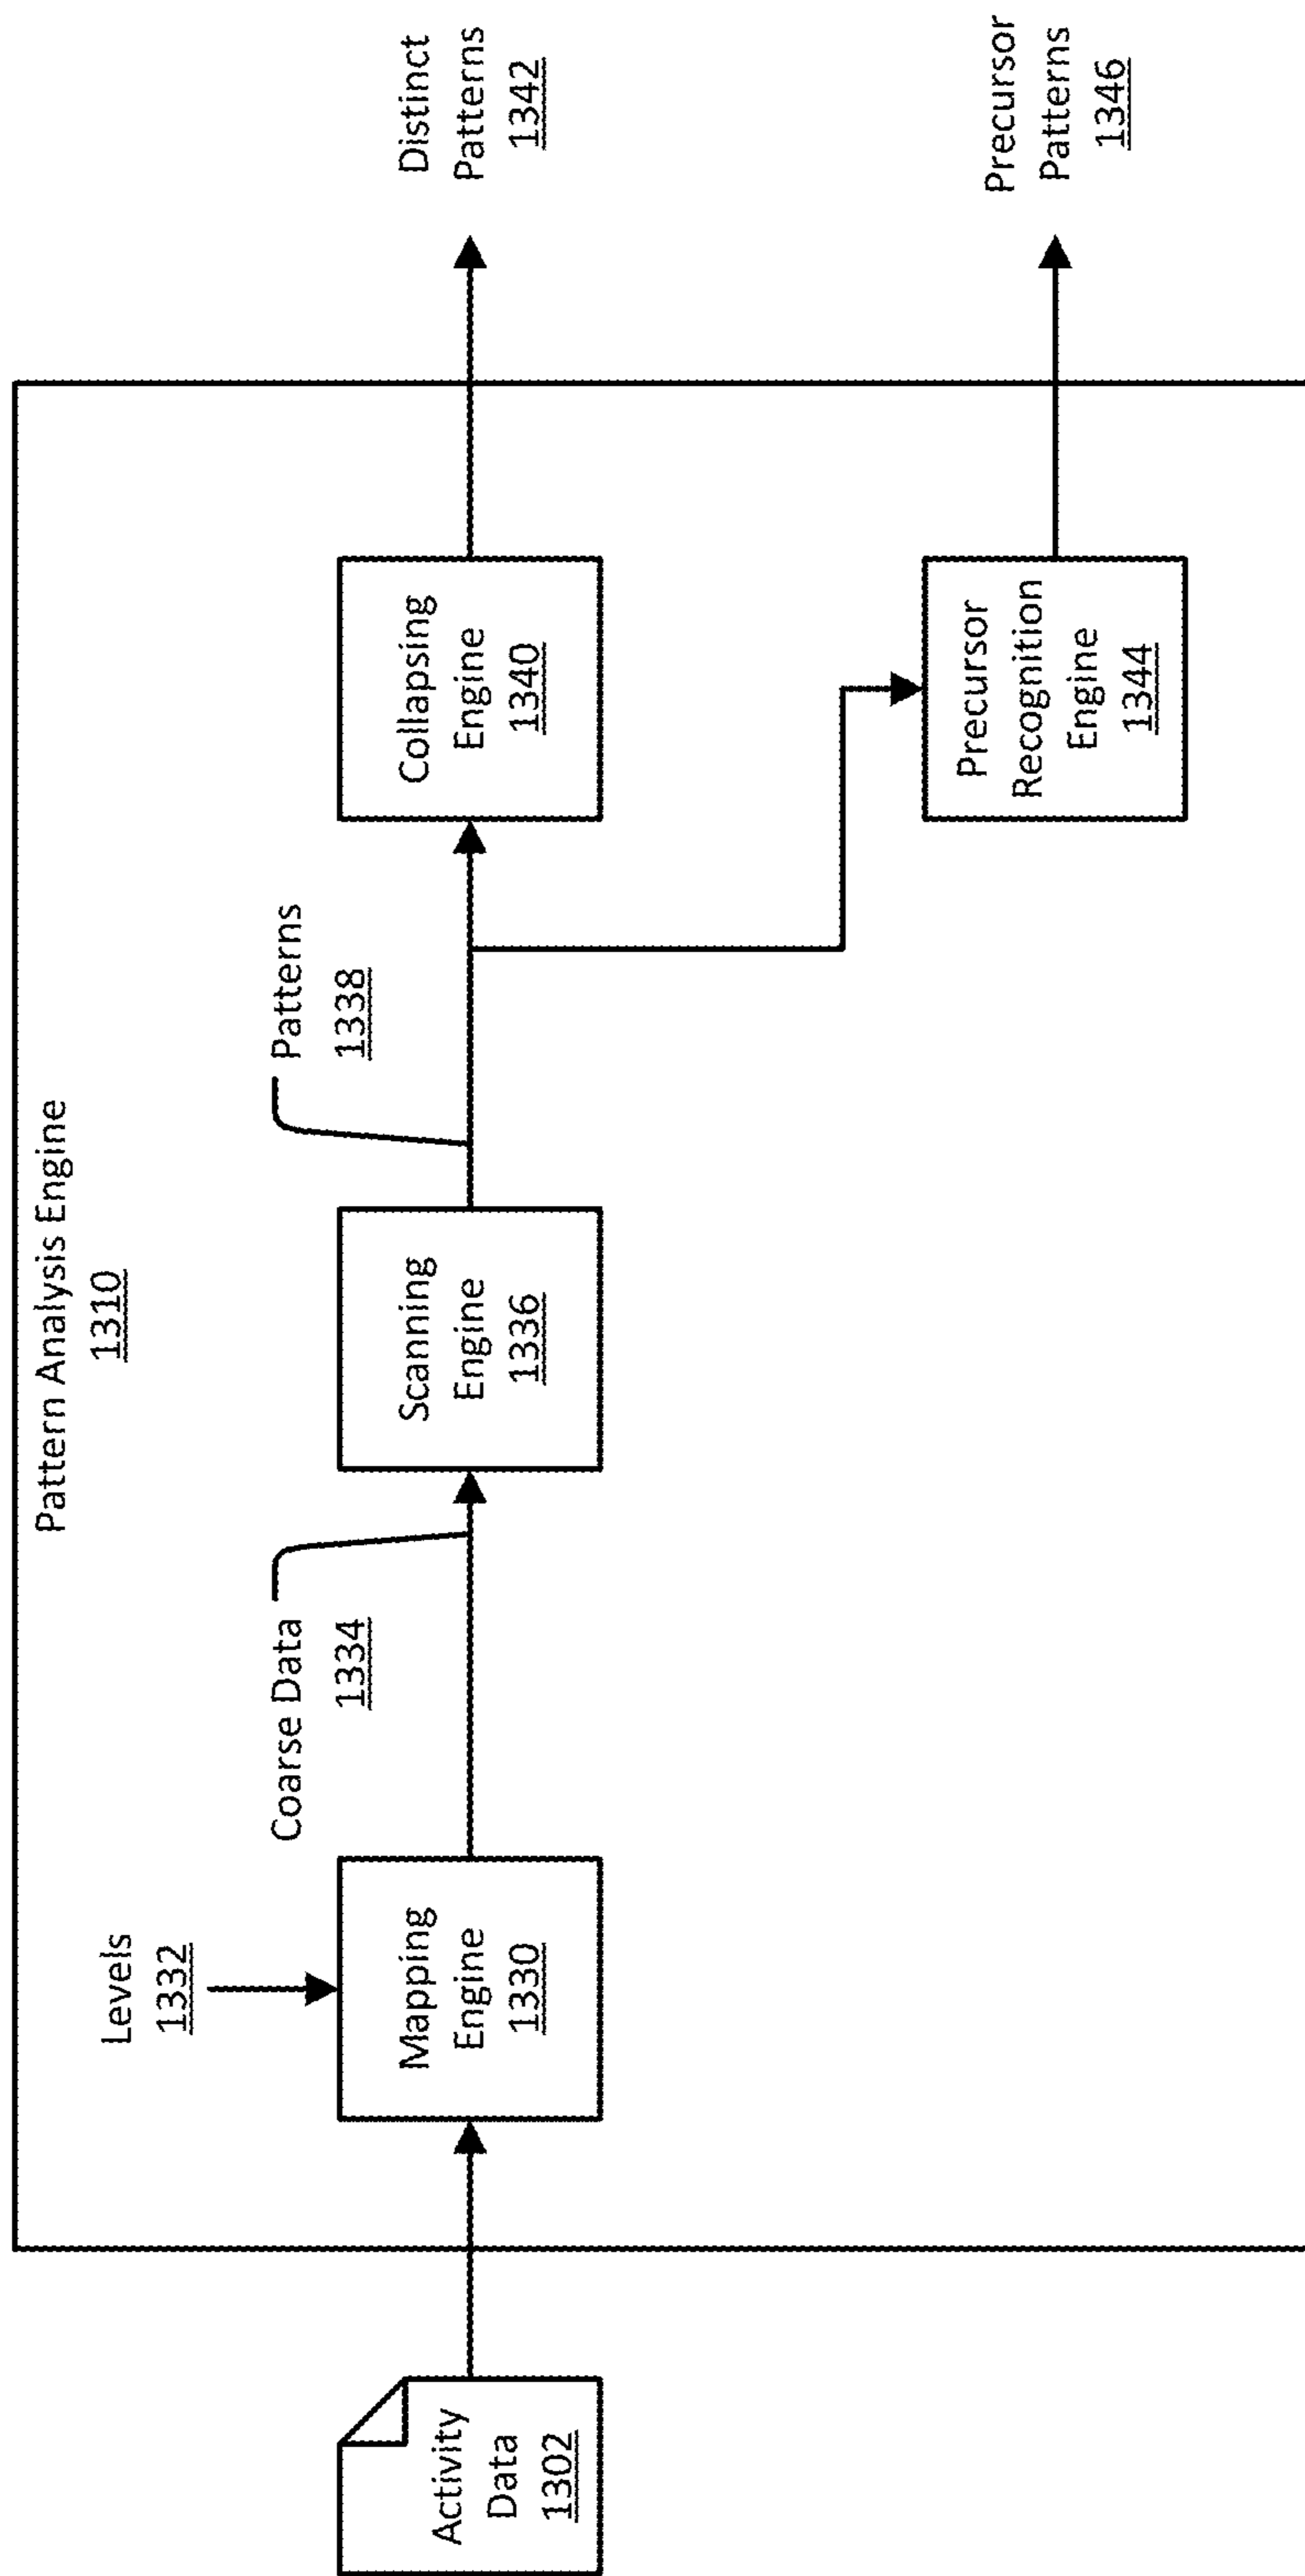 Pattern Analysis Engine
1310
Activity
Data
1302
Levels
1332
Mapping
Engine
1330
Coarse Data
1334
Scanning
Engine
1336
Patterns
1338
Collapsing
Engine
1340
Distinct
Patterns
1342
Precursor
Recognition
Engine
1344
Precursor
Patterns
1346